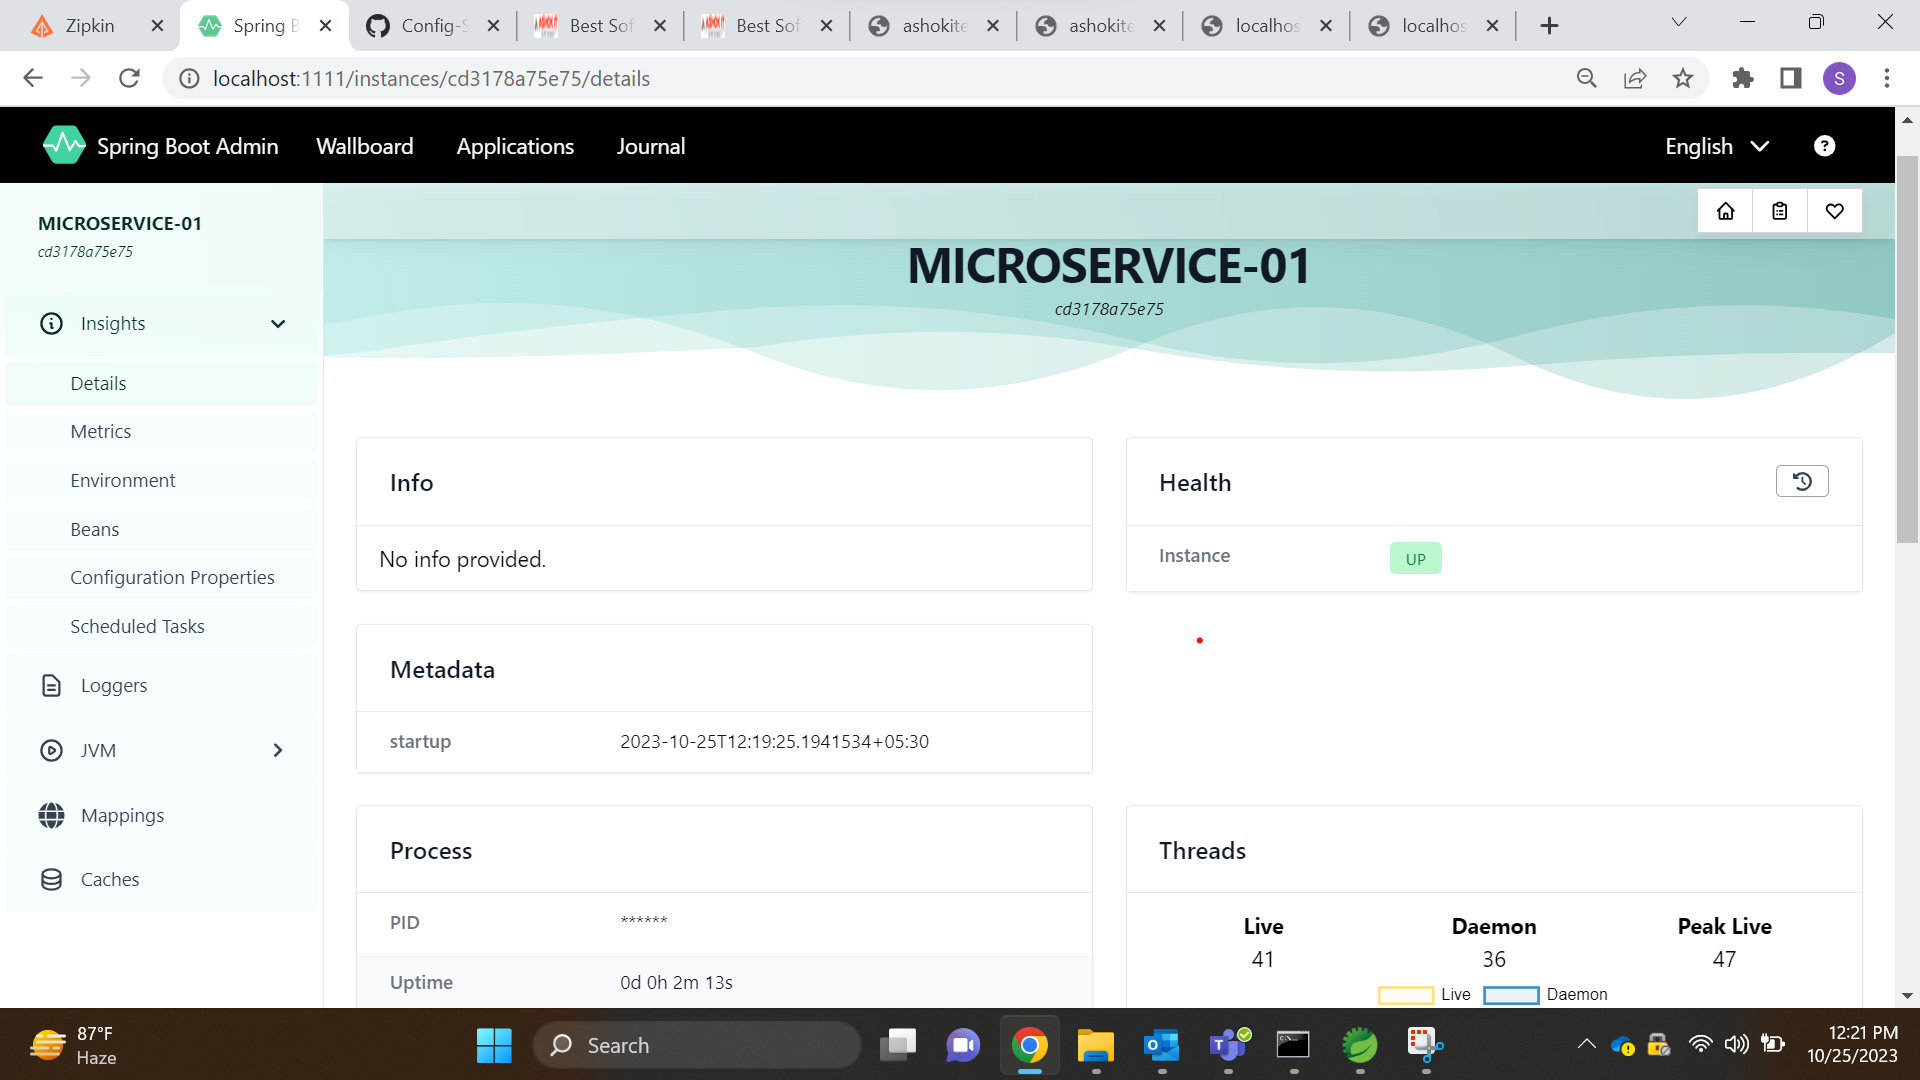 Zipkin
Spring B
Config-S
Best Sof
Best Sof
ashokite
ashokite
localhos
localhos
localhost:1111/instances/cd3178a75e75/details
S
Spring Boot Admin
Wallboard
Applications
Journal
English
MICROSERVICE-01
cd3178a75e75
Insights
Details
Metrics
Environment
Beans
Configuration Properties
Scheduled Tasks
Loggers
JVM
Mappings
Caches
MICROSERVICE-01
cd3178a75e75
Info
No info provided.
Health
Instance
UP
Metadata
startup
2023-10-25T12:19:25.1941534+05:30
Process
PID
******
Uptime
0d 0h 2m 13s
Threads
Live
Daemon
Peak Live
41
36
47
Live
Daemon
87°F
Haze
Search
12:21 PM
10/25/2023